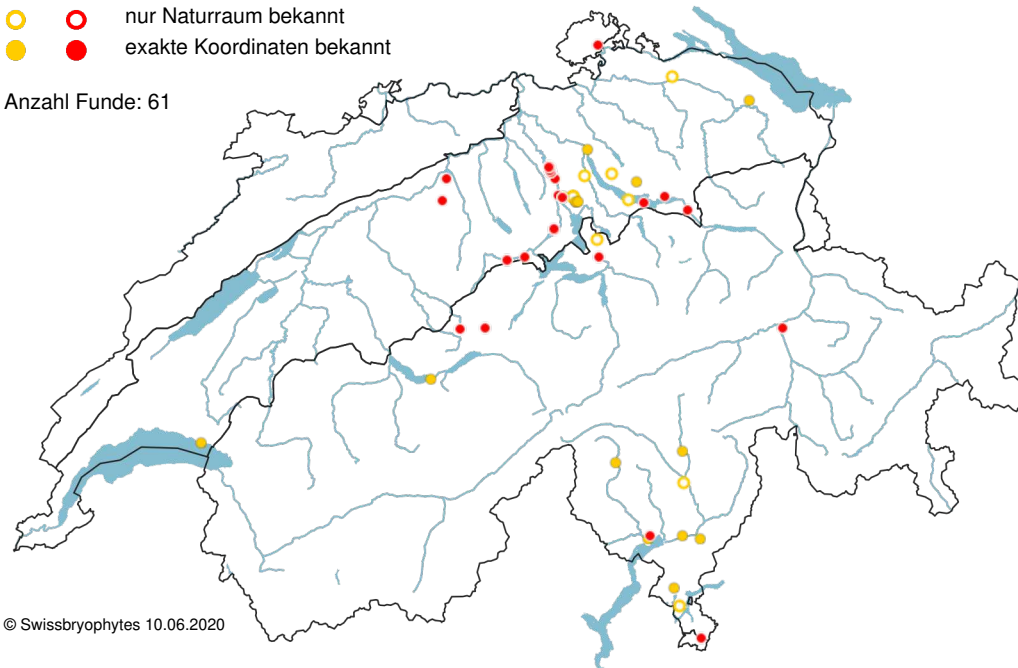 nur Naturraum bekannt
exakte Koordinaten bekannt
Anzahl Funde: 61
© Swissbryophytes 10.06.2020